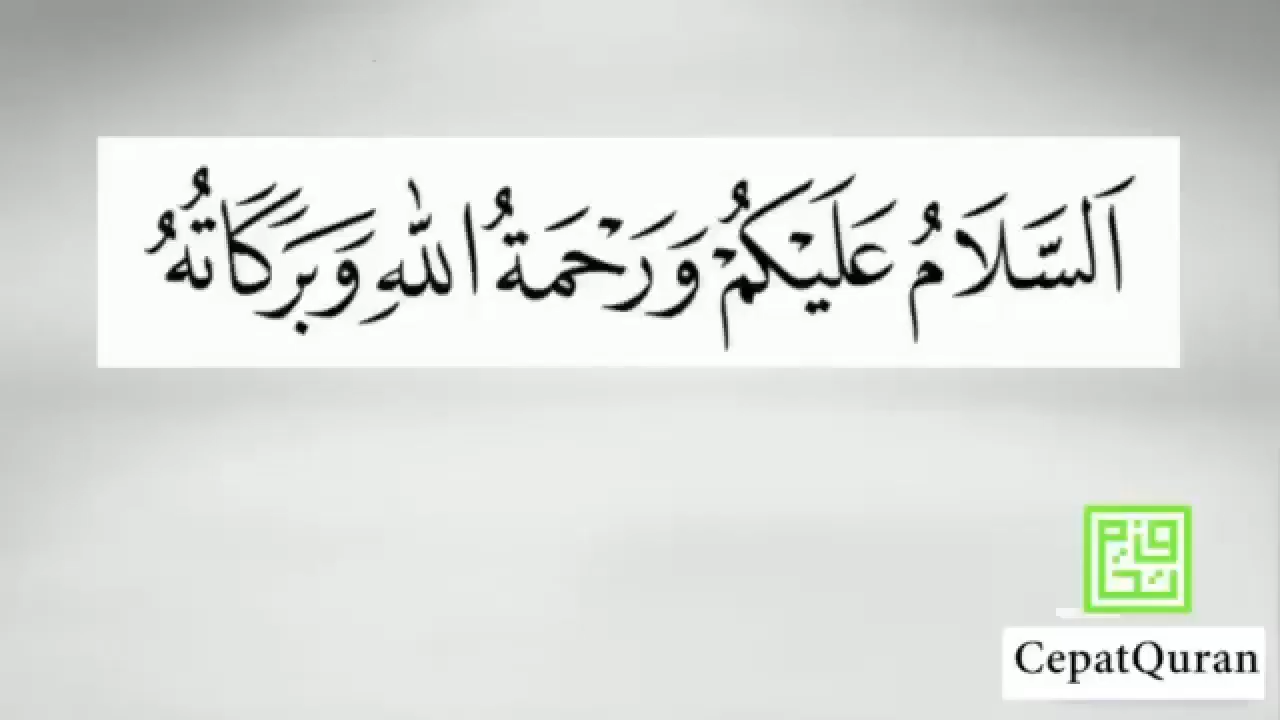 اَلسَّلَامُ عَلَيْكُمْ وَرَحْمَةُ اللهِ وَبَرَكَاتُهُ
CepatQuran